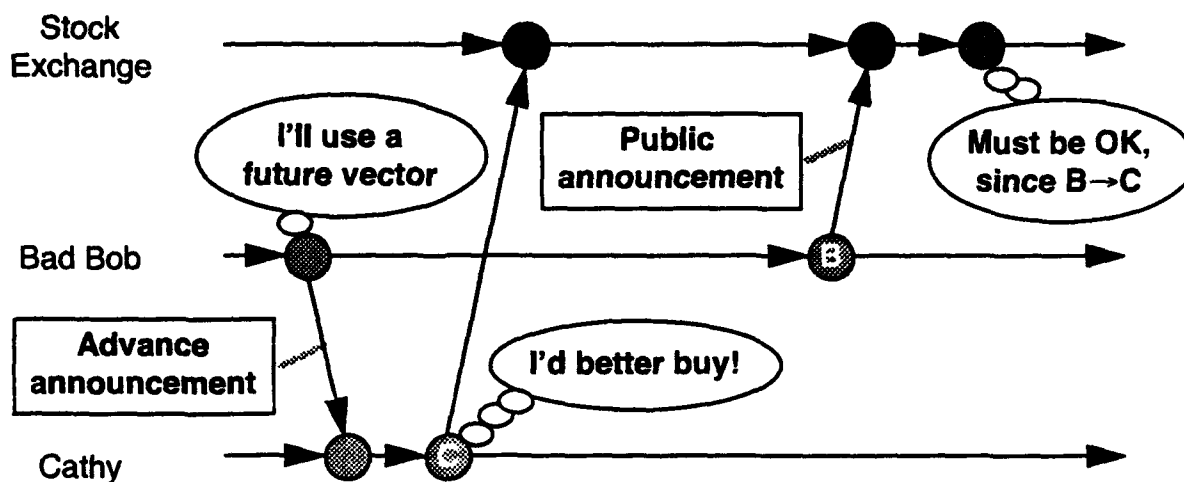 Stock
Exchange
I'll use a
future vector
Public
announcement
Must be OK,
since B→C
Bad Bob
B
Advance
announcement
I'd better buy!
C
Cathy